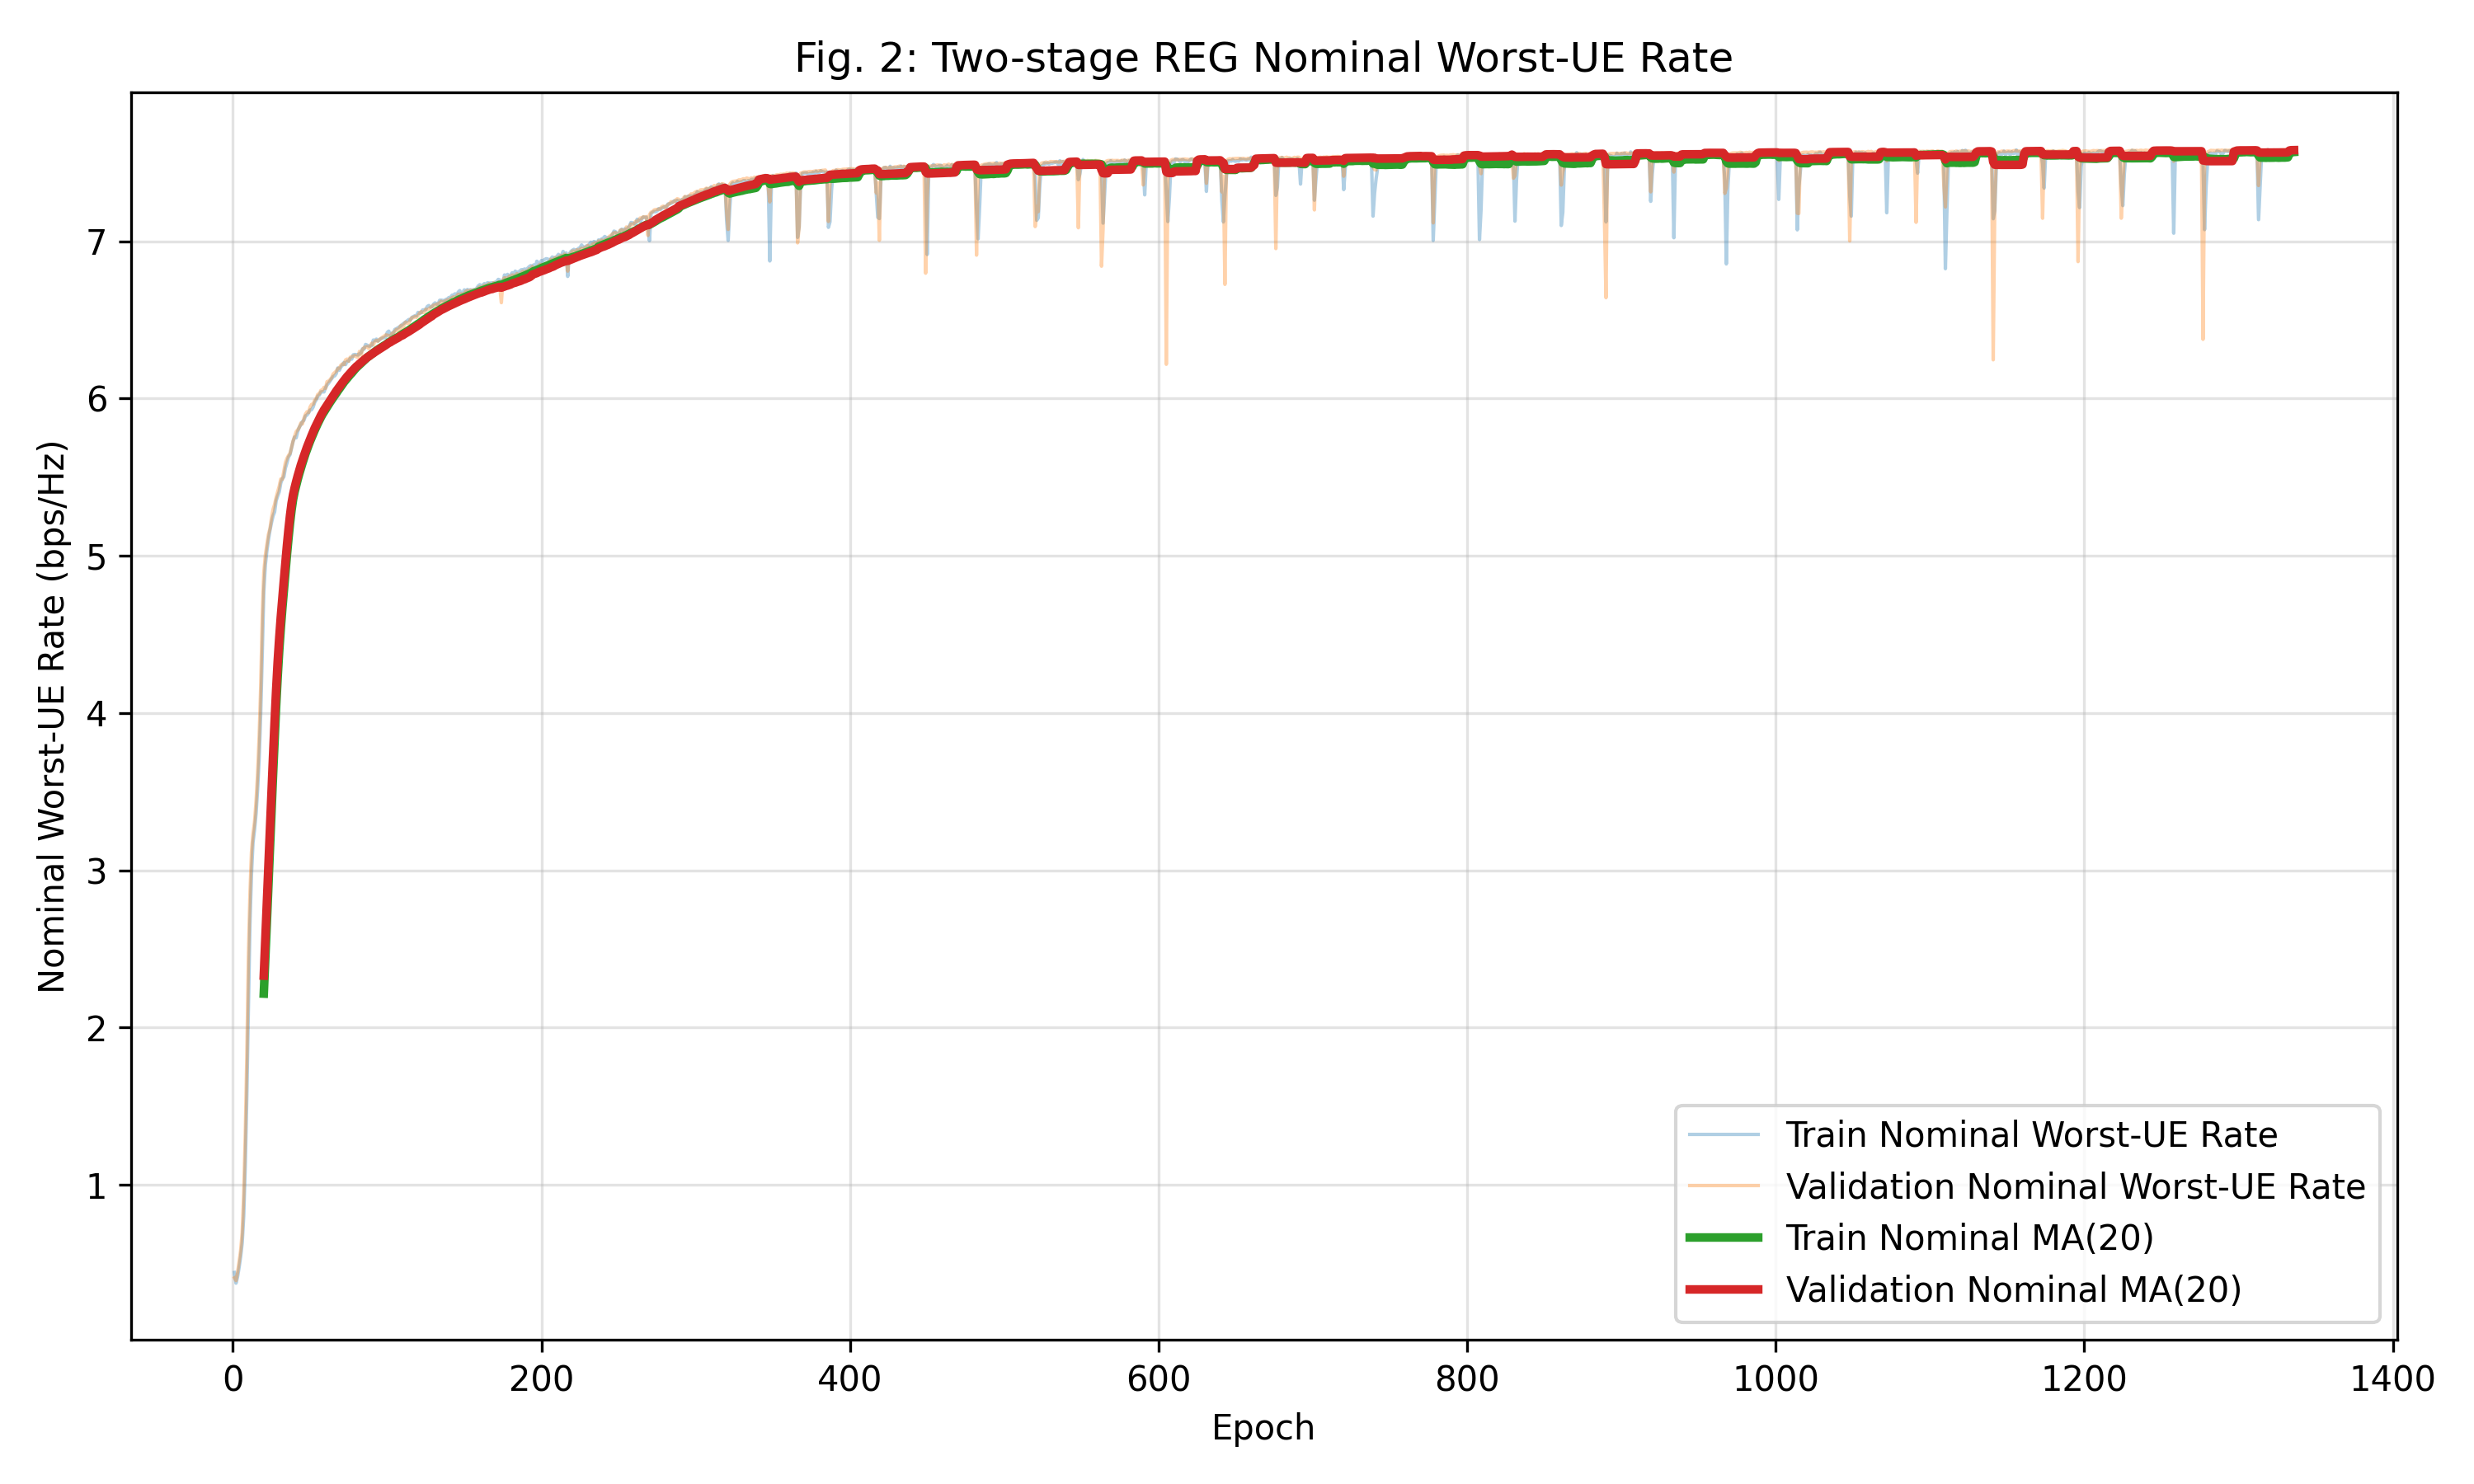 Fig. 2: Two-stage REG Nominal Worst-UE Rate
Nominal Worst-UE Rate (bps/Hz)
7
6
5
4
3
2
1
0 200 400 600 800 1000 1200 1400
Epoch
Train Nominal Worst-UE Rate
Validation Nominal Worst-UE Rate
Train Nominal MA(20)
Validation Nominal MA(20)